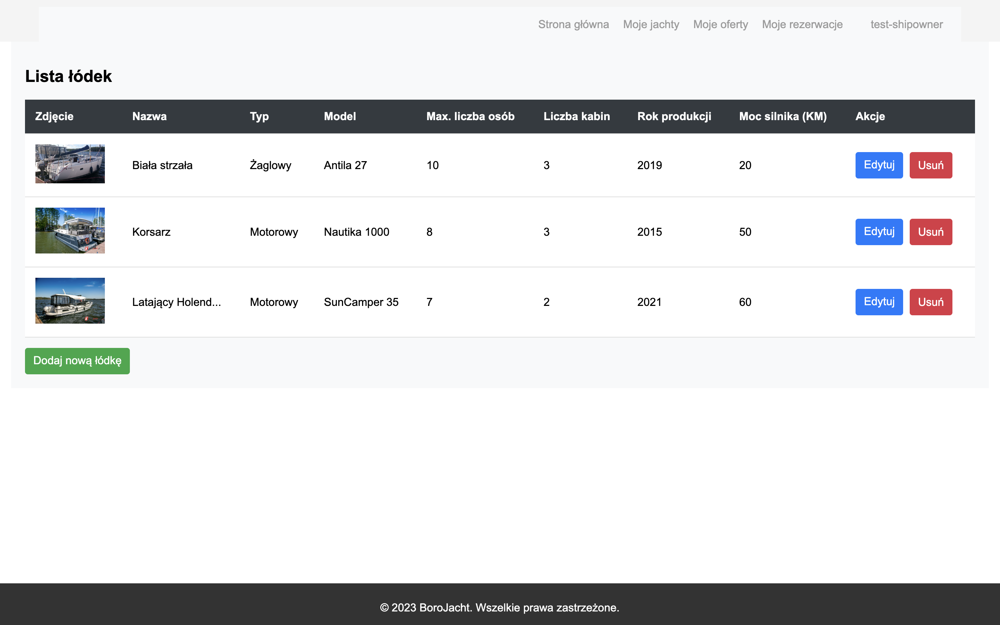 Strona główna Moje jachty Moje oferty Moje rezerwacje test-shipowner
Lista łódek
Zdjęcie Nazwa Typ Model Max. liczba osób Liczba kabin Rok produkcji Moc silnika (KM) Akcje
Biała strzała Żaglowy Antila 27 10 3 2019 20 Edytuj Usuń
Korsarz Motorowy Nautika 1000 8 3 2015 50 Edytuj Usuń
Latający Holend... Motorowy SunCamper 35 7 2 2021 60 Edytuj Usuń
Dodaj nową łódkę
© 2023 BoroJacht. Wszelkie prawa zastrzeżone.